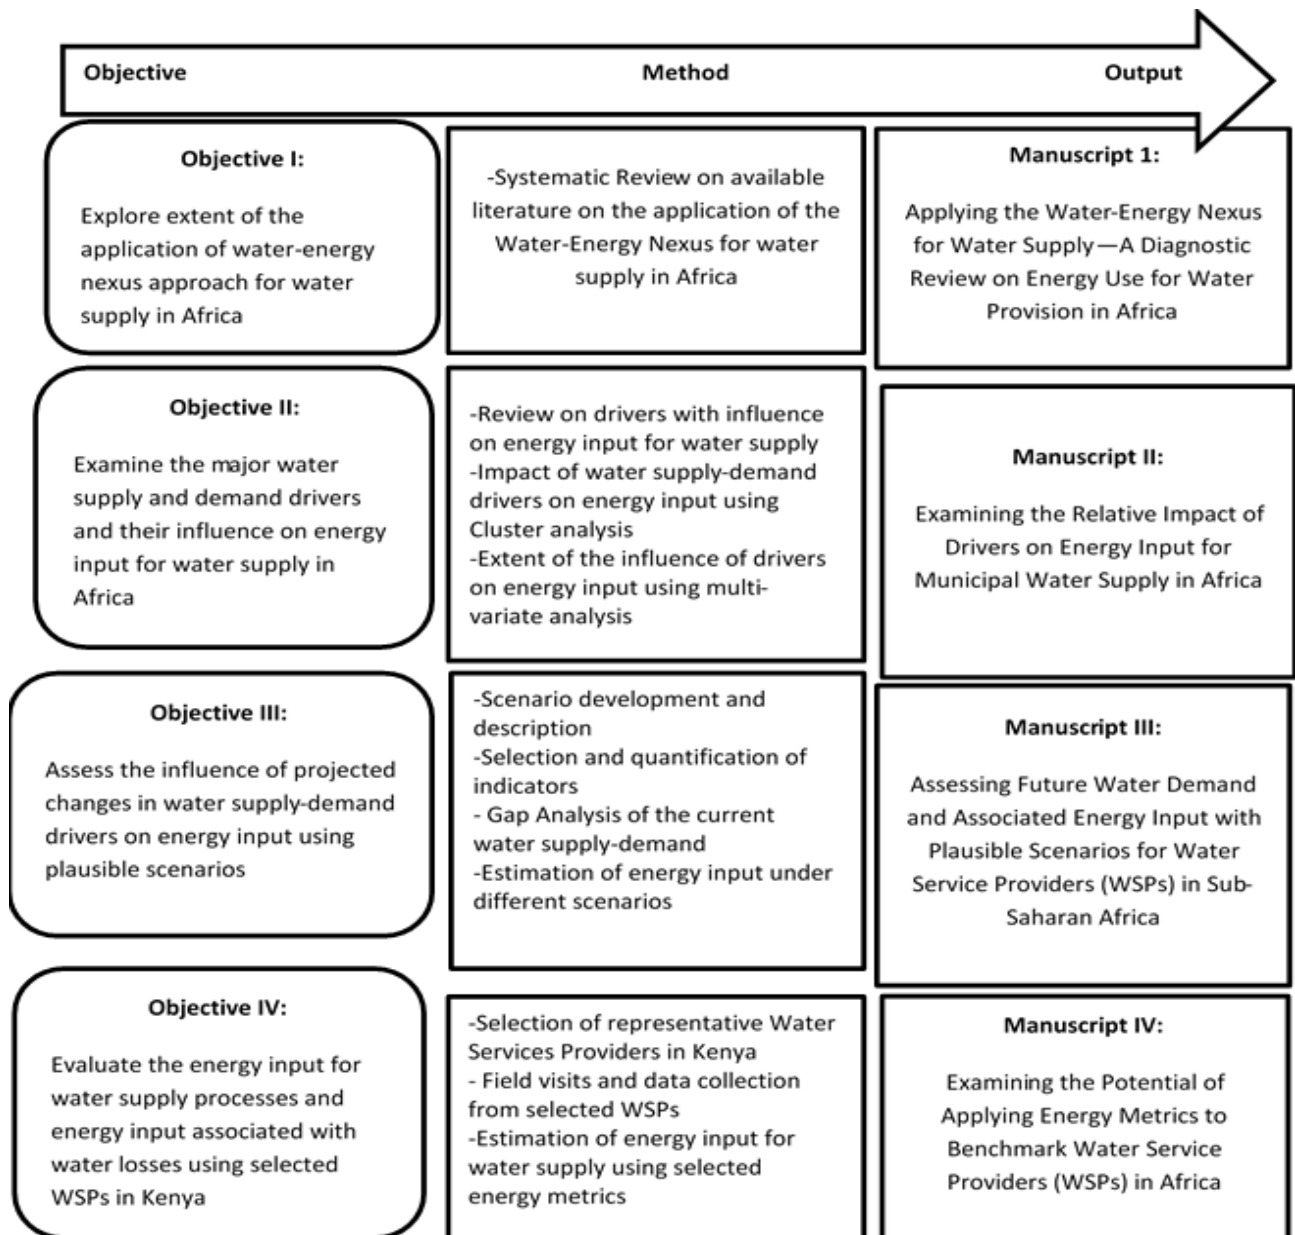 Objective Method Output
Objective I:
Explore extent of the
application of water-energy
nexus approach for water
supply in Africa
-Systematic Review on available
literature on the application of the
Water-Energy Nexus for water
supply in Africa
Manuscript 1:
Applying the Water-Energy Nexus
for Water Supply—A Diagnostic
Review on Energy Use for Water
Provision in Africa
Objective II:
Examine the major water
supply and demand drivers
and their influence on energy
input for water supply in
Africa
-Review on drivers with influence
on energy input for water supply
-Impact of water supply-demand
drivers on energy input using
Cluster analysis
-Extent of the influence of drivers
on energy input using multi-
variate analysis
Manuscript II:
Examining the Relative Impact of
Drivers on Energy Input for
Municipal Water Supply in Africa
Objective III:
Assess the influence of projected
changes in water supply-demand
drivers on energy input using
plausible scenarios
-Scenario development and
description
-Selection and quantification of
indicators
- Gap Analysis of the current
water supply-demand
-Estimation of energy input under
different scenarios
Manuscript III:
Assessing Future Water Demand
and Associated Energy Input with
Plausible Scenarios for Water
Service Providers (WSPs) in Sub-
Saharan Africa
Objective IV:
Evaluate the energy input for
water supply processes and
energy input associated with
water losses using selected
WSPs in Kenya
-Selection of representative Water
Services Providers in Kenya
- Field visits and data collection
from selected WSPs
-Estimation of energy input for
water supply using selected
energy metrics
Manuscript IV:
Examining the Potential of
Applying Energy Metrics to
Benchmark Water Service
Providers (WSPs) in Africa